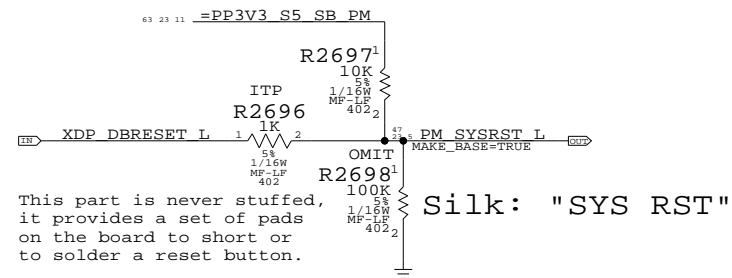 63 23 11 =PP3V3_S5_SB_PM
R2697 1
10K
5%
1/16W
MF-LF
402 2
ITP
R2696
1K
1 2
5%
1/16W
MF-LF
402
IN XDP_DBRESET_L
47
23 5 PM_SYSRST_L OUT
MAKE_BASE=TRUE
OMIT
R2698 1
100K
5%
1/16W
MF-LF
402 2
Silk: "SYS RST"
This part is never stuffed,
it provides a set of pads
on the board to short or
to solder a reset button.